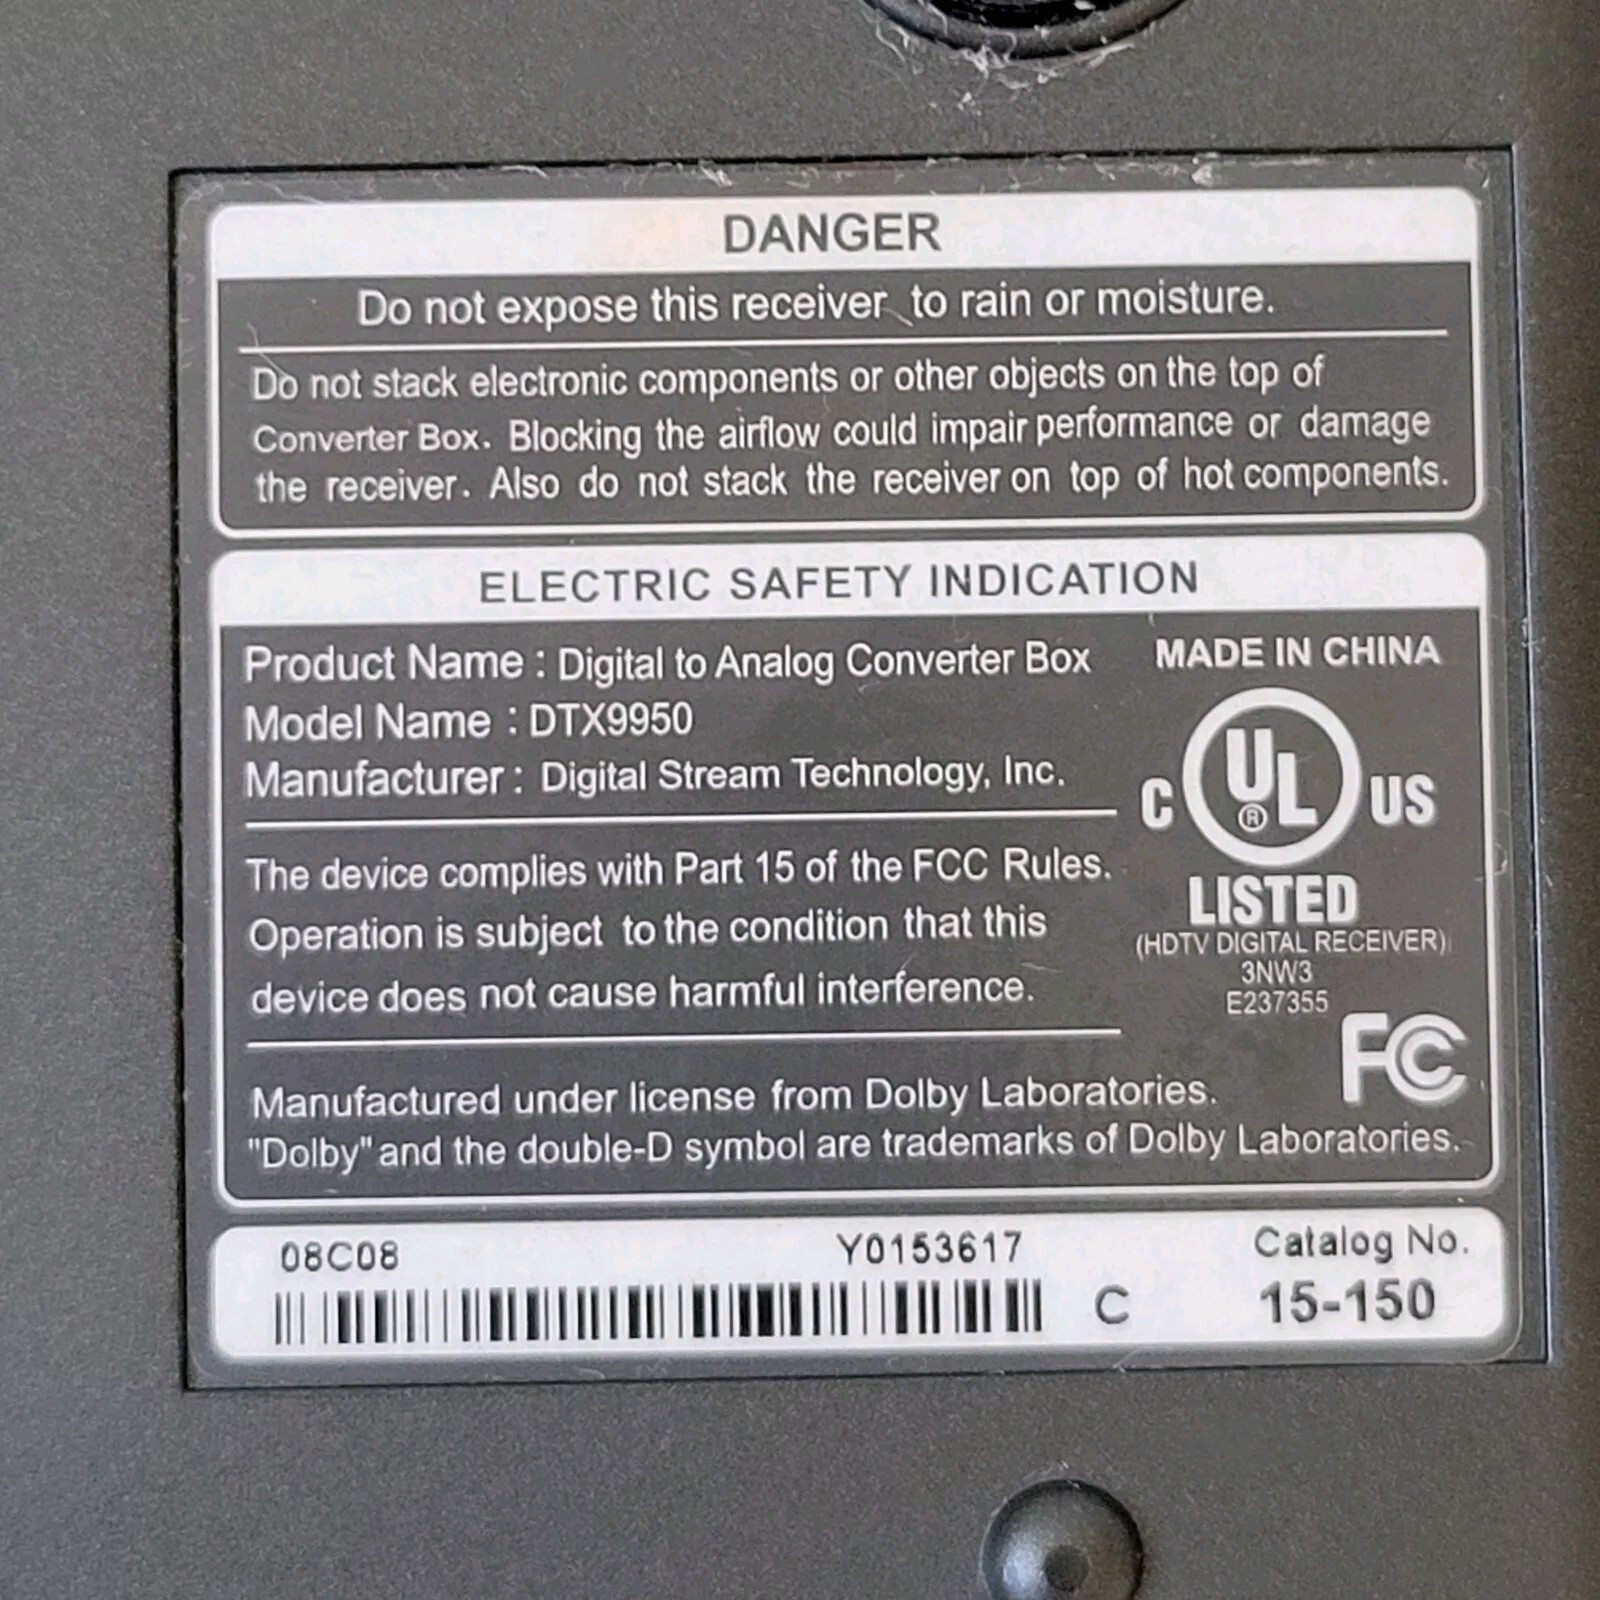 DANGER
Do not expose this receiver to rain or moisture.
Do not stack electronic components or other objects on the top of
Converter Box. Blocking the airflow could impair performance or damage
the receiver. Also do not stack the receiver on top of hot components.
ELECTRIC SAFETY INDICATION
Product Name : Digital to Analog Converter Box
Model Name : DTX9950
Manufacturer : Digital Stream Technology, Inc.
The device complies with Part 15 of the FCC Rules.
Operation is subject to the condition that this
device does not cause harmful interference.
MADE IN CHINA
C UL ® US
LISTED
(HDTV DIGITAL RECEIVER)
3NW3
E237355
FC
Manufactured under license from Dolby Laboratories.
"Dolby" and the double-D symbol are trademarks of Dolby Laboratories.
08C08 Y0153617 Catalog No.
C 15-150